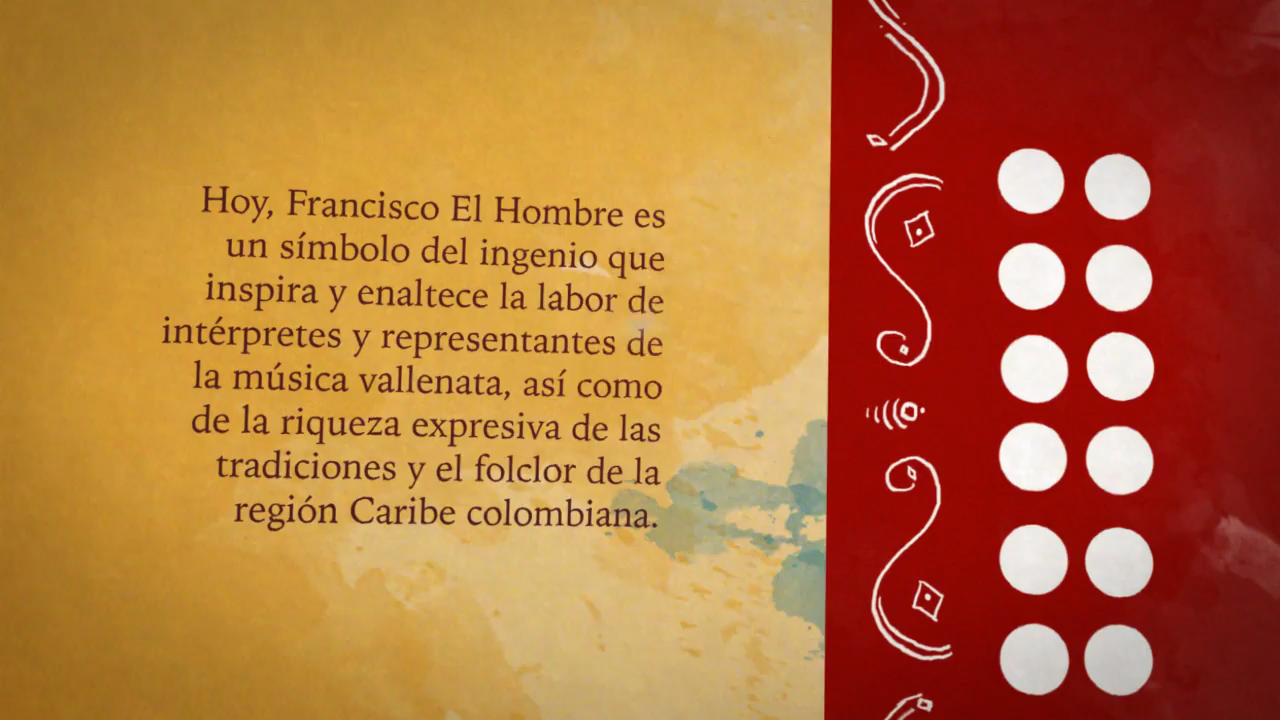 Hoy, Francisco El Hombre es
un símbolo del ingenio que
inspira y enaltece la labor de
intérpretes y representantes de
la música vallenata, así como
de la riqueza expresiva de las
tradiciones y el folclor de la
región Caribe colombiana.